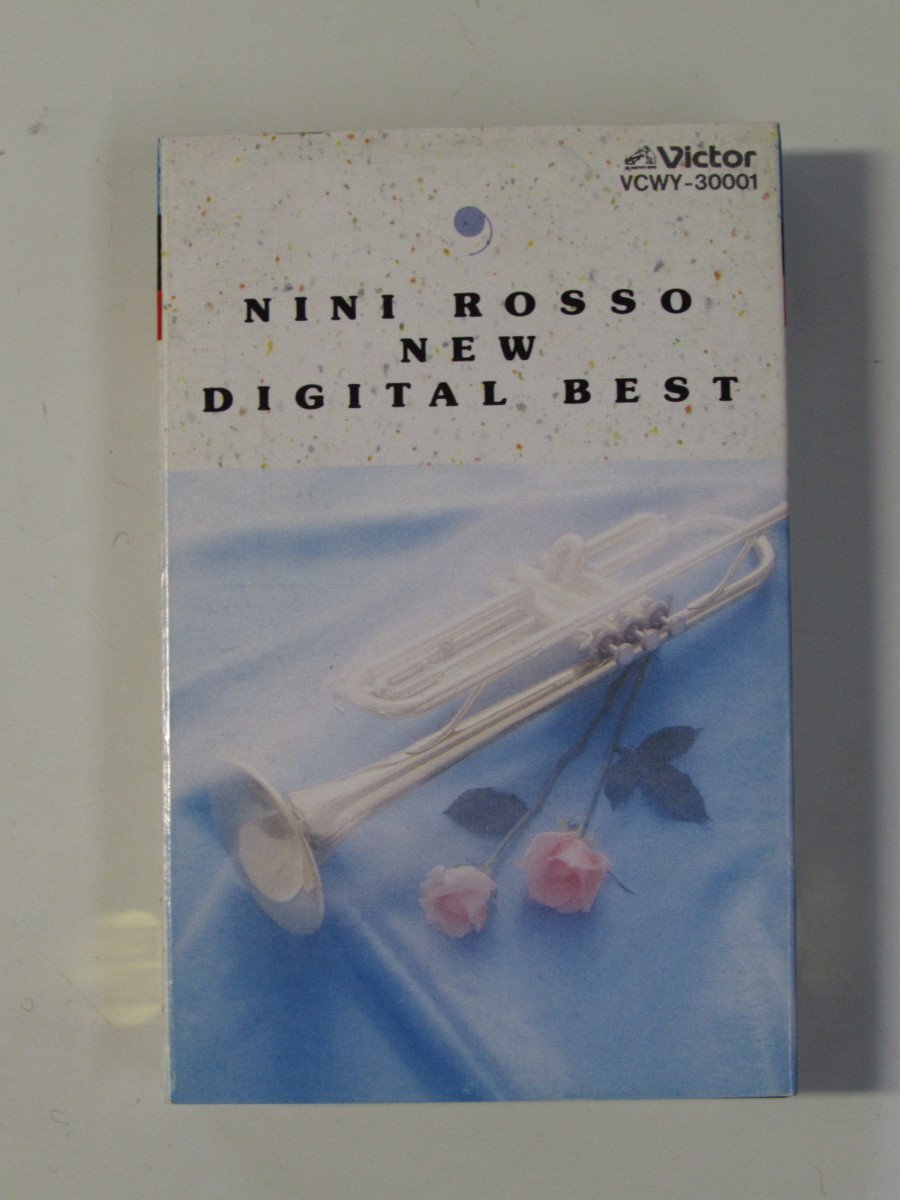 Victor
VCWY-30001
NINI ROSSO
NEW
DIGITAL BEST